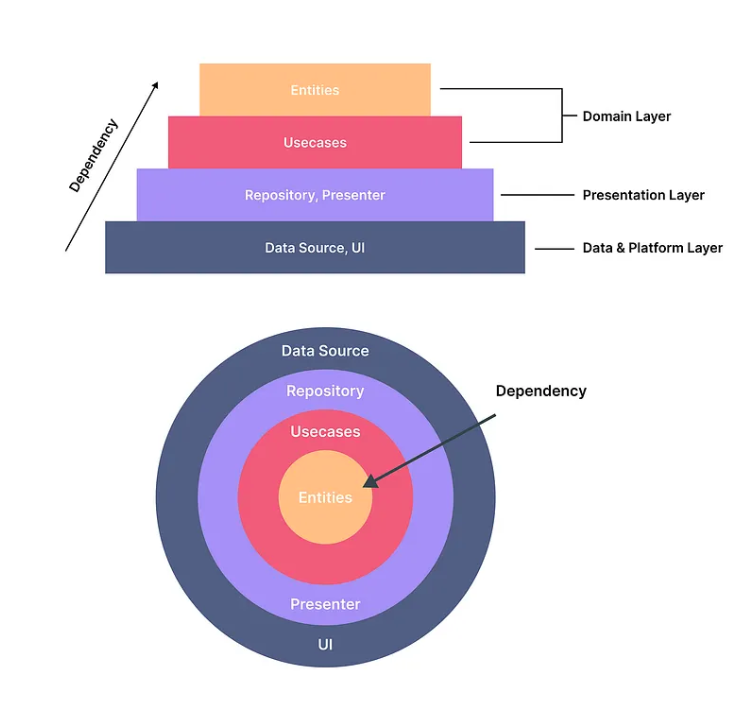 Dependency
Entities
Usecases
Repository, Presenter
Data Source, UI
Domain Layer
Presentation Layer
Data & Platform Layer
Data Source
Repository
Usecases
Entities
Presenter
UI
Dependency